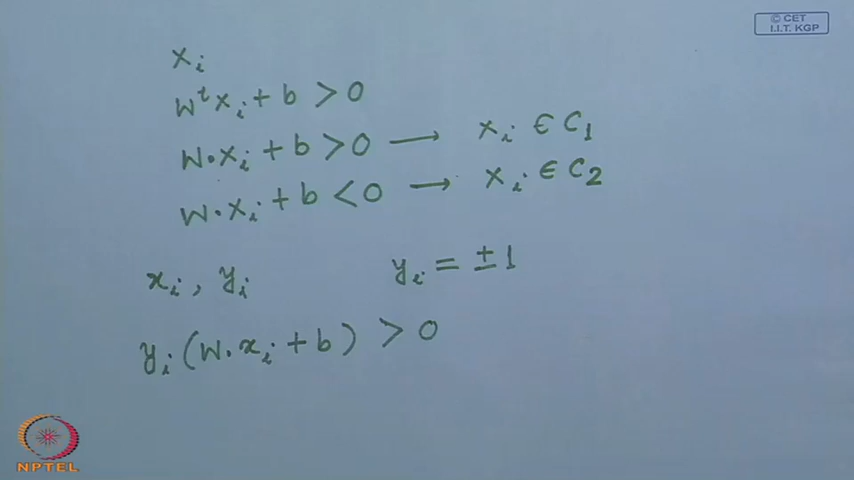 © CET
I.I.T. KGP
x_i
W^t x_i + b > 0
W·x_i + b > 0 → x_i ∈ C_1
W·x_i + b < 0 → x_i ∈ C_2
x_i, y_i y_i = ±1
y_i (W·x_i + b) > 0
NPTEL